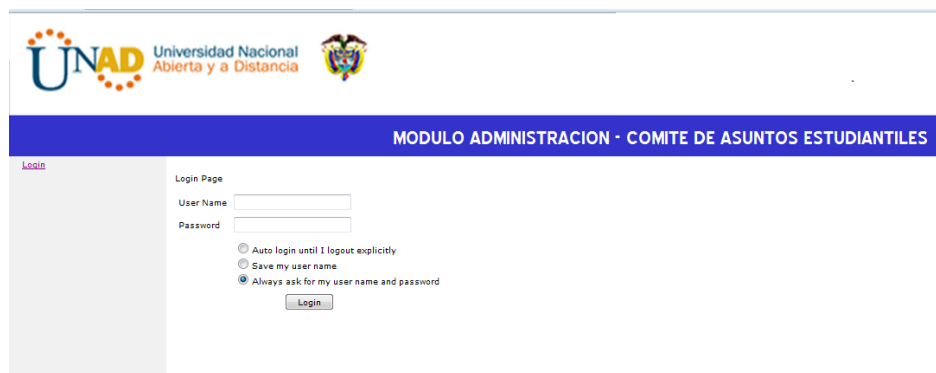 UNAD Universidad Nacional
Abierta y a Distancia
MODULO ADMINISTRACION - COMITE DE ASUNTOS ESTUDIANTILES
Login
Login Page
User Name
Password
Auto login until I logout explicitly
Save my user name
Always ask for my user name and password
Login